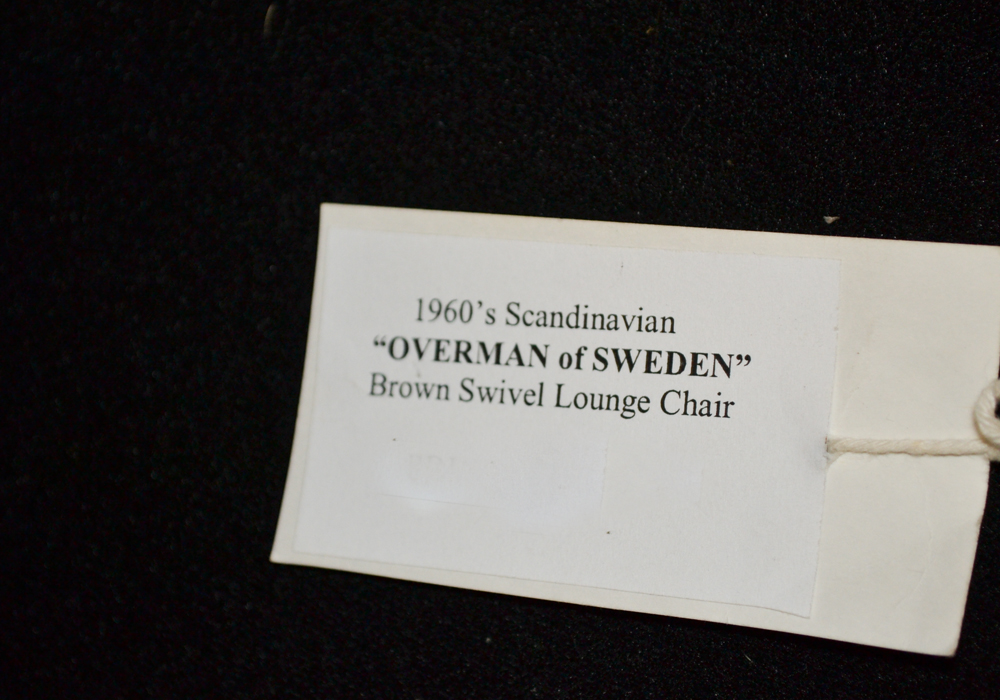 1960’s Scandinavian
“OVERMAN of SWEDEN”
Brown Swivel Lounge Chair